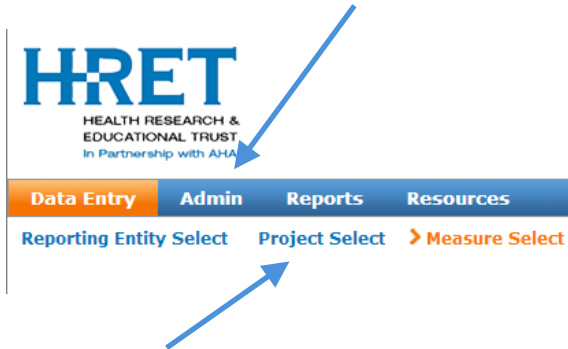 HRET
HEALTH RESEARCH &
EDUCATIONAL TRUST
In Partnership with AHA
Data Entry Admin Reports Resources
Reporting Entity Select Project Select > Measure Select